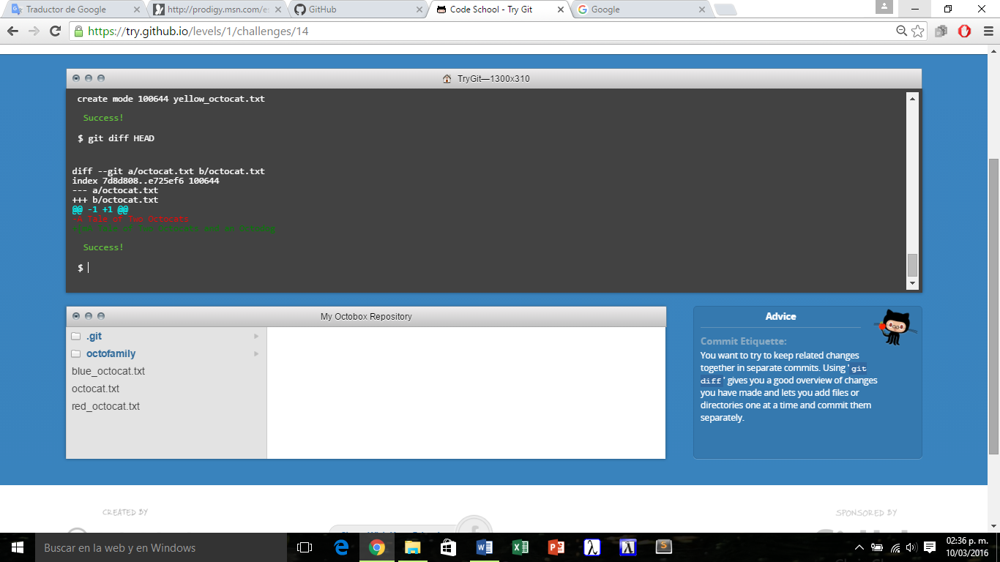 Traductor de Google
http://prodigy.msn.com/es
GitHub
Code School - Try Git
Google
https://try.github.io/levels/1/challenges/14
TryGit—1300x310
create mode 100644 yellow_octocat.txt
Success!
$ git diff HEAD
diff --git a/octocat.txt b/octocat.txt
index 7d8d808..e725ef6 100644
--- a/octocat.txt
+++ b/octocat.txt
@@ -1 +1 @@
-A Tale of Two Octocats
Tale of Two Octocats and an Octodog
Success!
$
My Octobox Repository
.git
octofamily
blue_octocat.txt
octocat.txt
red_octocat.txt
Advice
Commit Etiquette:
You want to try to keep related changes
together in separate commits. Using 'git
diff' gives you a good overview of changes
you have made and lets you add files or
directories one at a time and commit them
separately.
CREATED BY
SPONSORED BY
Buscar en la web y en Windows
02:36 p. m.
10/03/2016